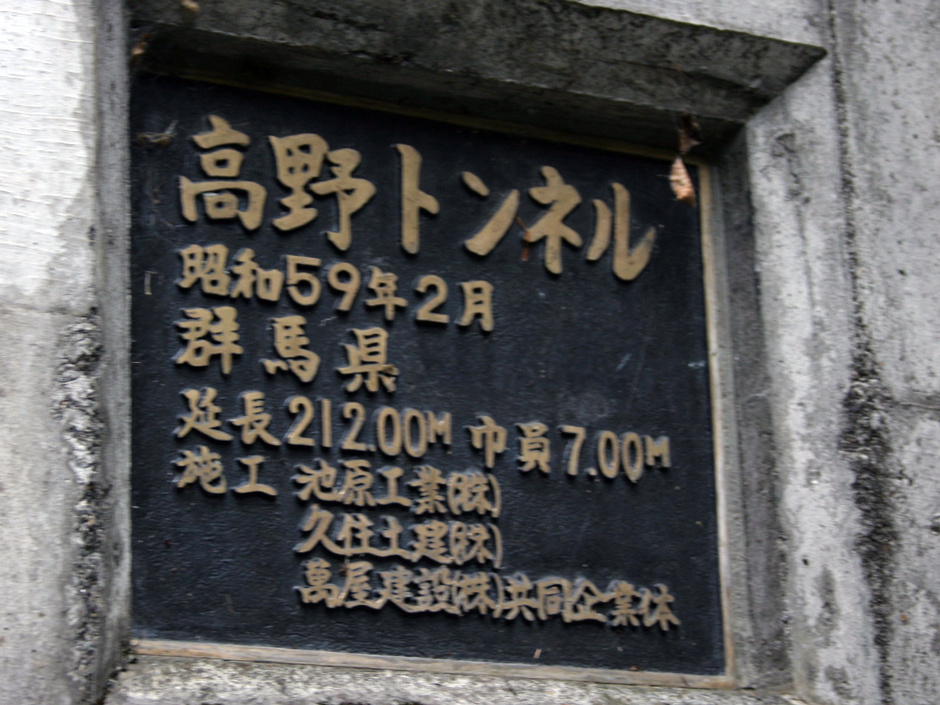 高野トンネル
昭和59年2月
群馬県
延長212.00M 巾員7.00M
施工 池原工業(株)
久住土建(株)
萬屋建設(株)共同企業体